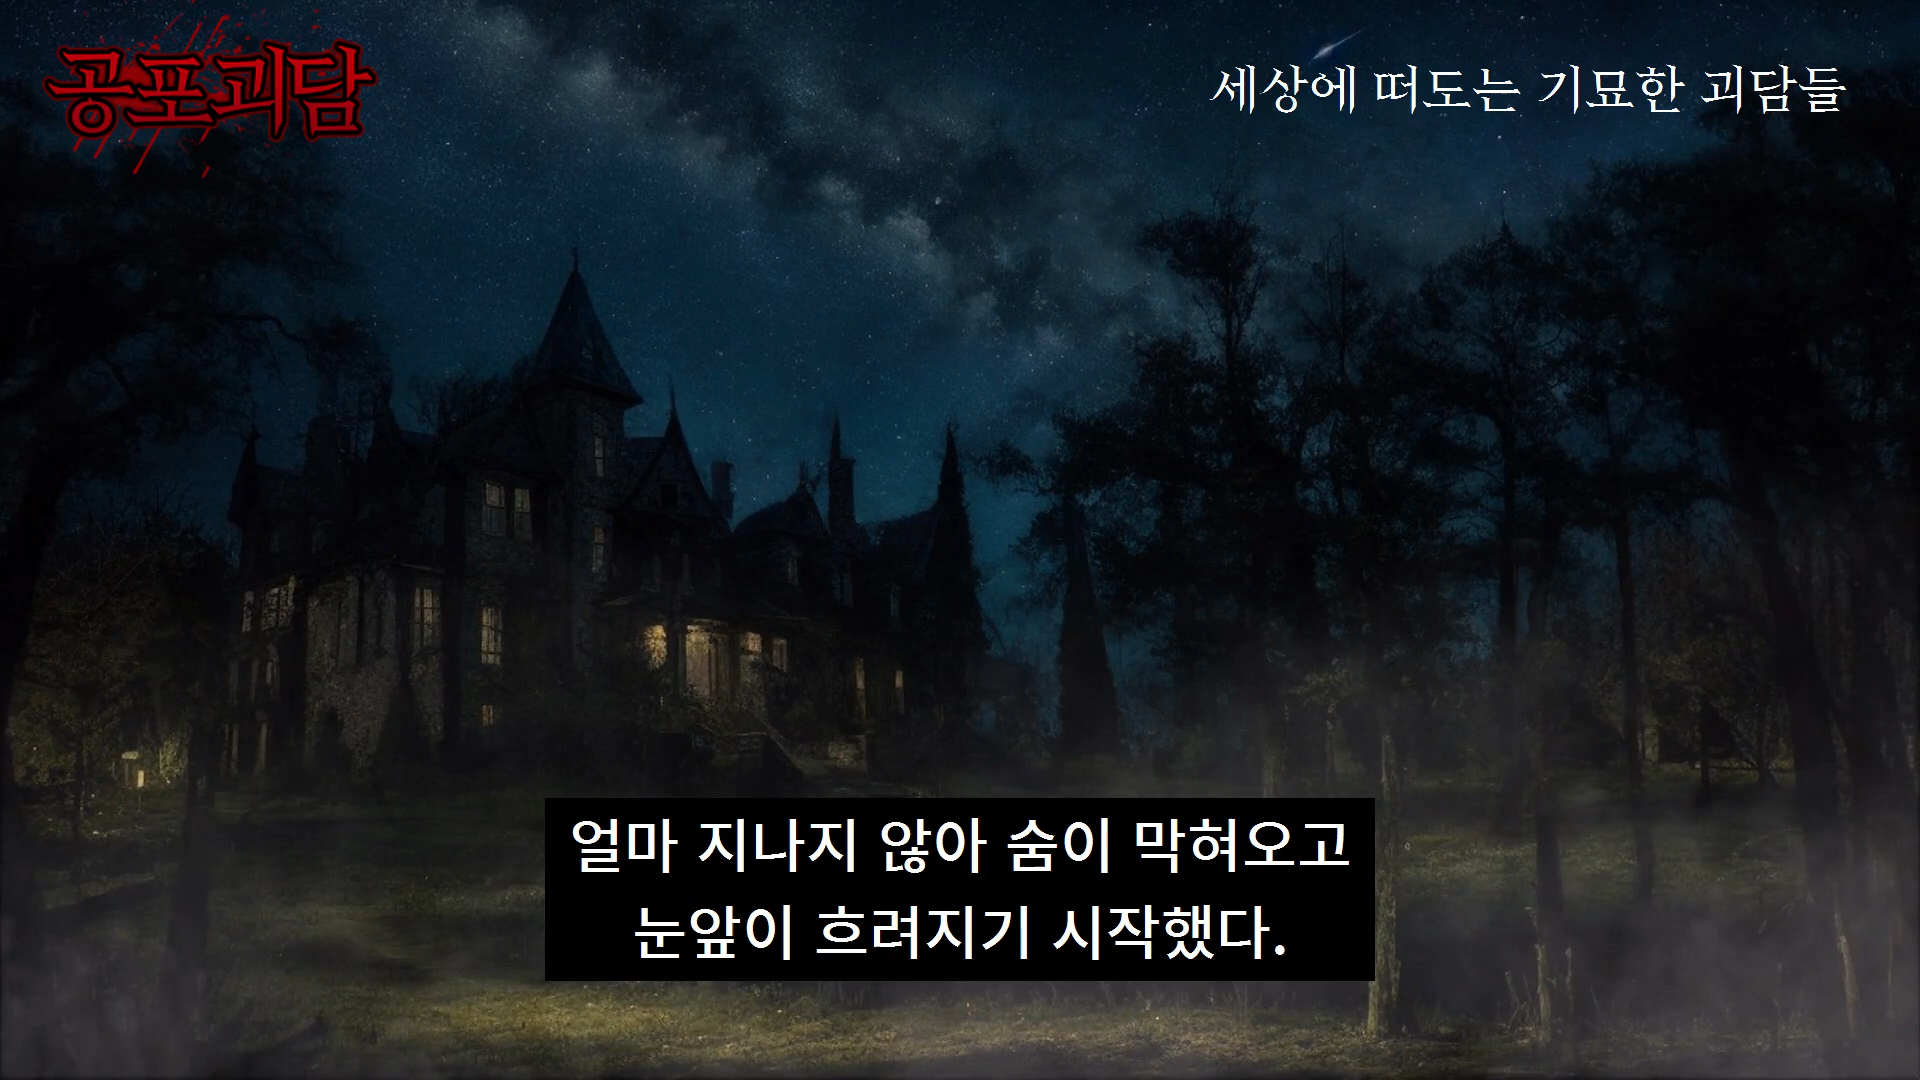 공포괴담
세상에 떠도는 기묘한 괴담들
얼마 지나지 않아 숨이 막혀오고
눈앞이 흐려지기 시작했다.